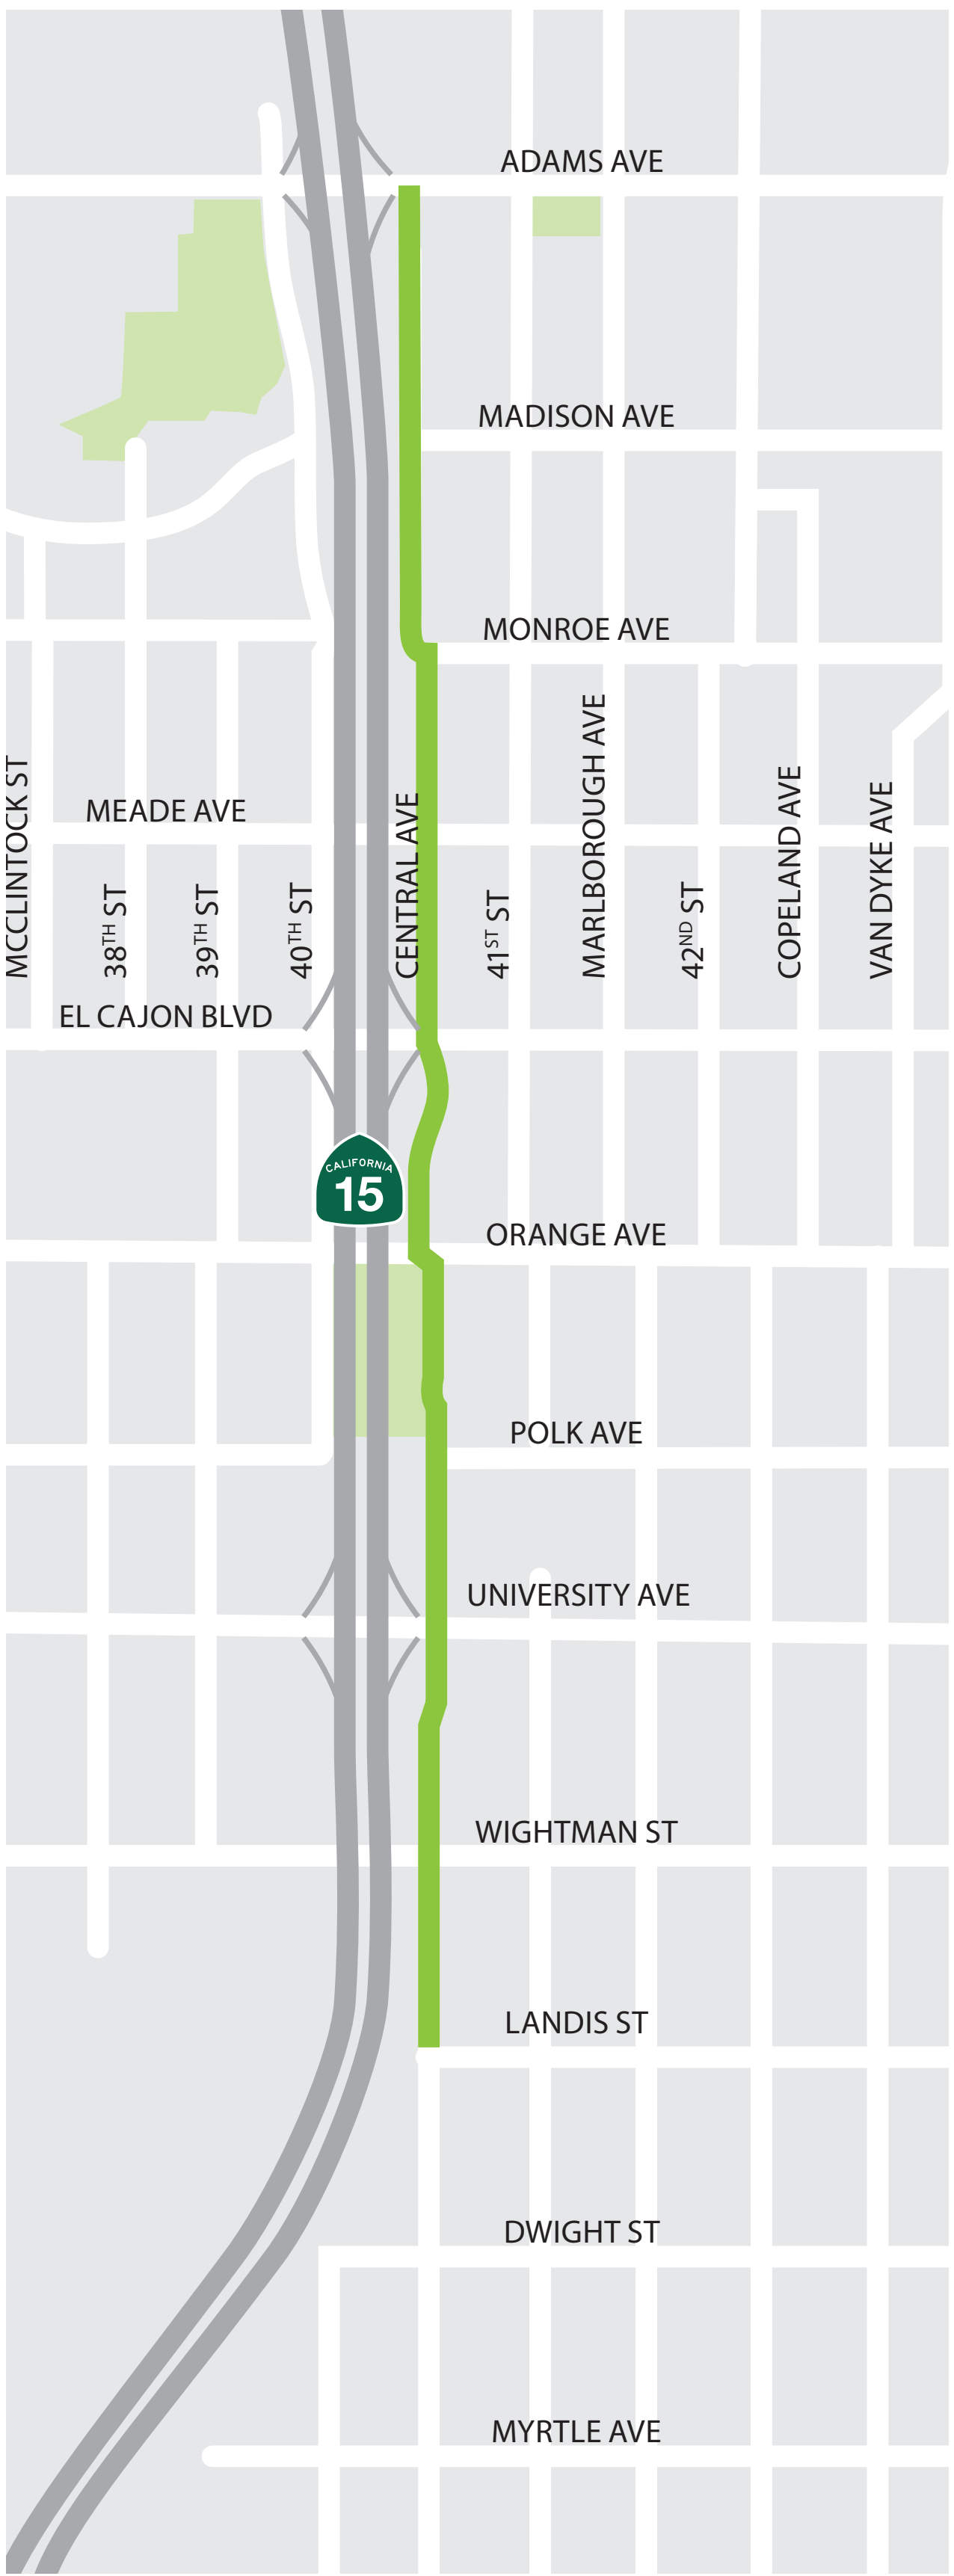 ADAMS AVE
MADISON AVE
MONROE AVE
MCCLINTOCK ST
MEADE AVE
38TH ST
39TH ST
40TH ST
CENTRAL AVE
41ST ST
MARLBOROUGH AVE
42ND ST
COPELAND AVE
VAN DYKE AVE
EL CAJON BLVD
CALIFORNIA
15
ORANGE AVE
POLK AVE
UNIVERSITY AVE
WIGHTMAN ST
LANDIS ST
DWIGHT ST
MYRTLE AVE